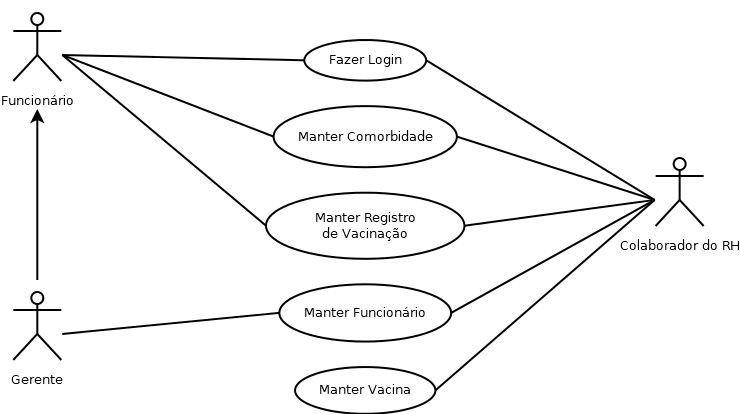 Fazer Login
Funcionário
Manter Comorbidade
Manter Registro
de Vacinação
Colaborador do RH
Manter Funcionário
Gerente
Manter Vacina